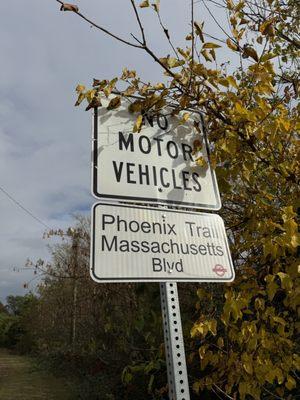 NO
MOTOR
VEHICLES
Phoenix Trail
Massachusetts
Blvd